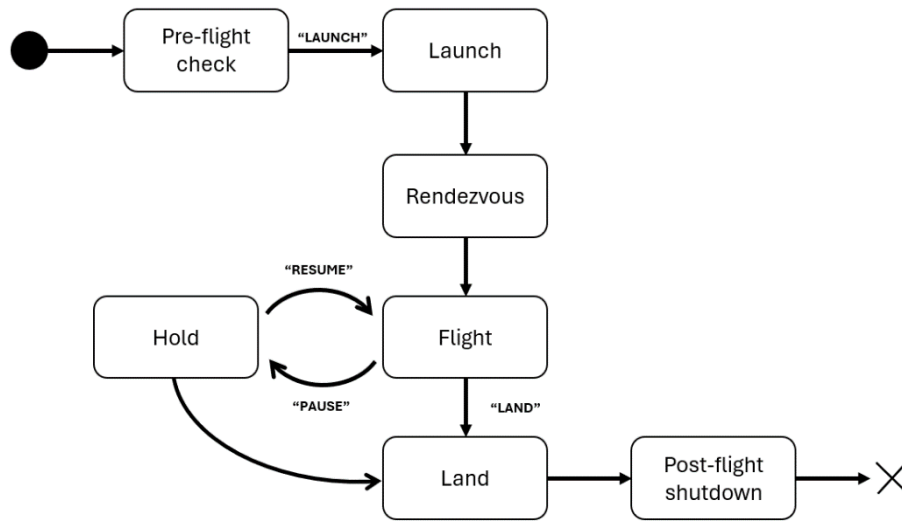 Pre-flight
check
“LAUNCH”
Launch
Rendezvous
“RESUME”
Hold
Flight
“PAUSE”
“LAND”
Land
Post-flight
shutdown